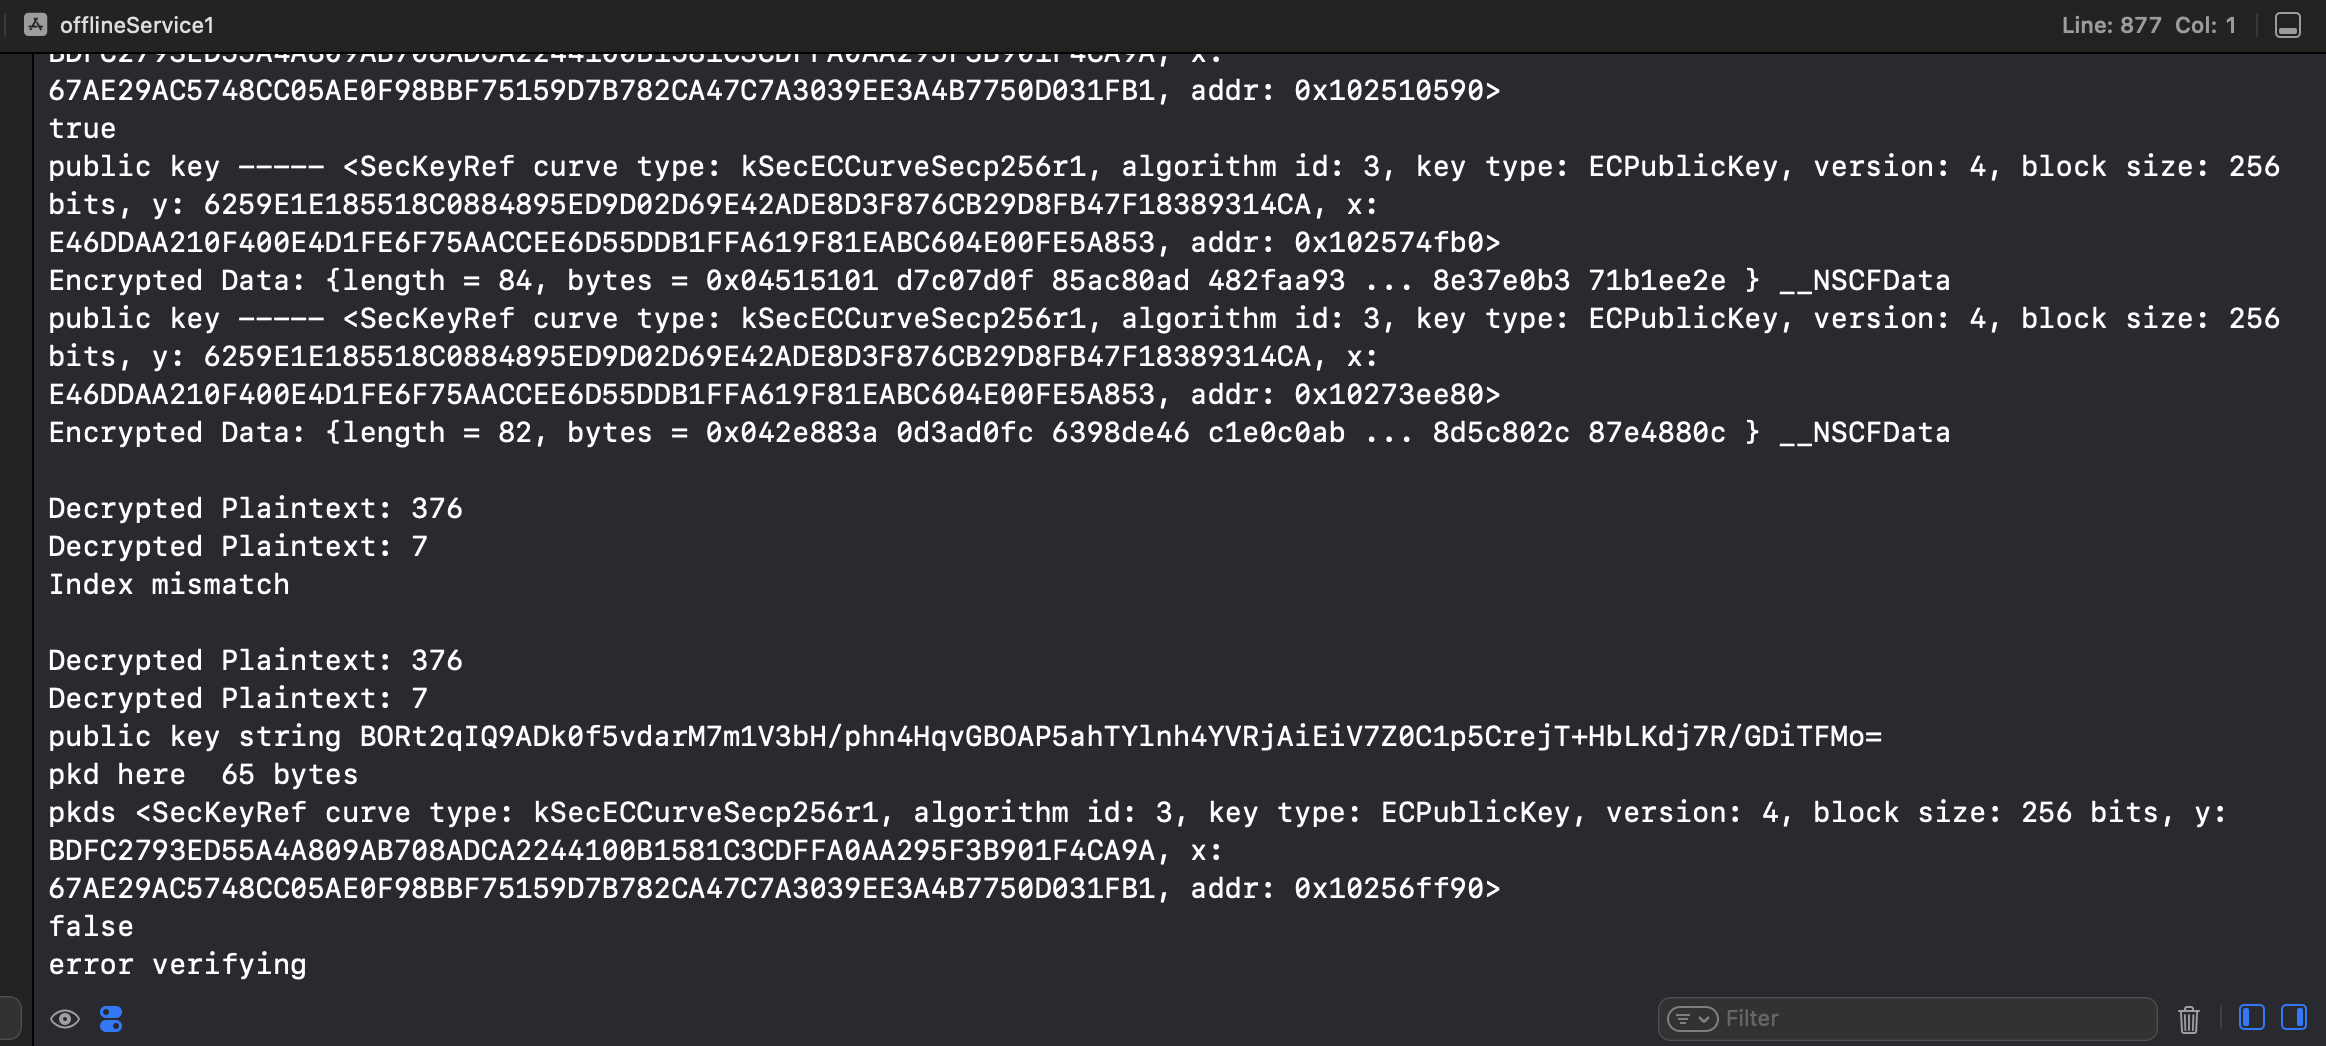 offlineService1
Line: 877 Col: 1
BDFC2793ED55A4A809AB708ADCA2244100B1581C3CDFFA0AA295F3B901F4CA9A, x:
67AE29AC5748CC05AE0F98BBF75159D7B782CA47C7A3039EE3A4B7750D031FB1, addr: 0x102510590>
true
public key ----- <SecKeyRef curve type: kSecECCurveSecp256r1, algorithm id: 3, key type: ECPublicKey, version: 4, block size: 256
bits, y: 6259E1E185518C0884895ED9D02D69E42ADE8D3F876CB29D8FB47F18389314CA, x:
E46DDAA210F400E4D1FE6F75AACCEE6D55DDB1FFA619F81EABC604E00FE5A853, addr: 0x102574fb0>
Encrypted Data: {length = 84, bytes = 0x04515101 d7c07d0f 85ac80ad 482faa93 ... 8e37e0b3 71b1ee2e } __NSCFData
public key ----- <SecKeyRef curve type: kSecECCurveSecp256r1, algorithm id: 3, key type: ECPublicKey, version: 4, block size: 256
bits, y: 6259E1E185518C0884895ED9D02D69E42ADE8D3F876CB29D8FB47F18389314CA, x:
E46DDAA210F400E4D1FE6F75AACCEE6D55DDB1FFA619F81EABC604E00FE5A853, addr: 0x10273ee80>
Encrypted Data: {length = 82, bytes = 0x042e883a 0d3ad0fc 6398de46 c1e0c0ab ... 8d5c802c 87e4880c } __NSCFData
Decrypted Plaintext: 376
Decrypted Plaintext: 7
Index mismatch
Decrypted Plaintext: 376
Decrypted Plaintext: 7
public key string BORt2qIQ9ADk0f5vdarM7m1V3bH/phn4HqvGBOAP5ahTYlnh4YVRjAiEiV7Z0C1p5CrejT+HbLKdj7R/GDiTFMo=
pkd here  65 bytes
pkds <SecKeyRef curve type: kSecECCurveSecp256r1, algorithm id: 3, key type: ECPublicKey, version: 4, block size: 256 bits, y:
BDFC2793ED55A4A809AB708ADCA2244100B1581C3CDFFA0AA295F3B901F4CA9A, x:
67AE29AC5748CC05AE0F98BBF75159D7B782CA47C7A3039EE3A4B7750D031FB1, addr: 0x10256ff90>
false
error verifying
Filter